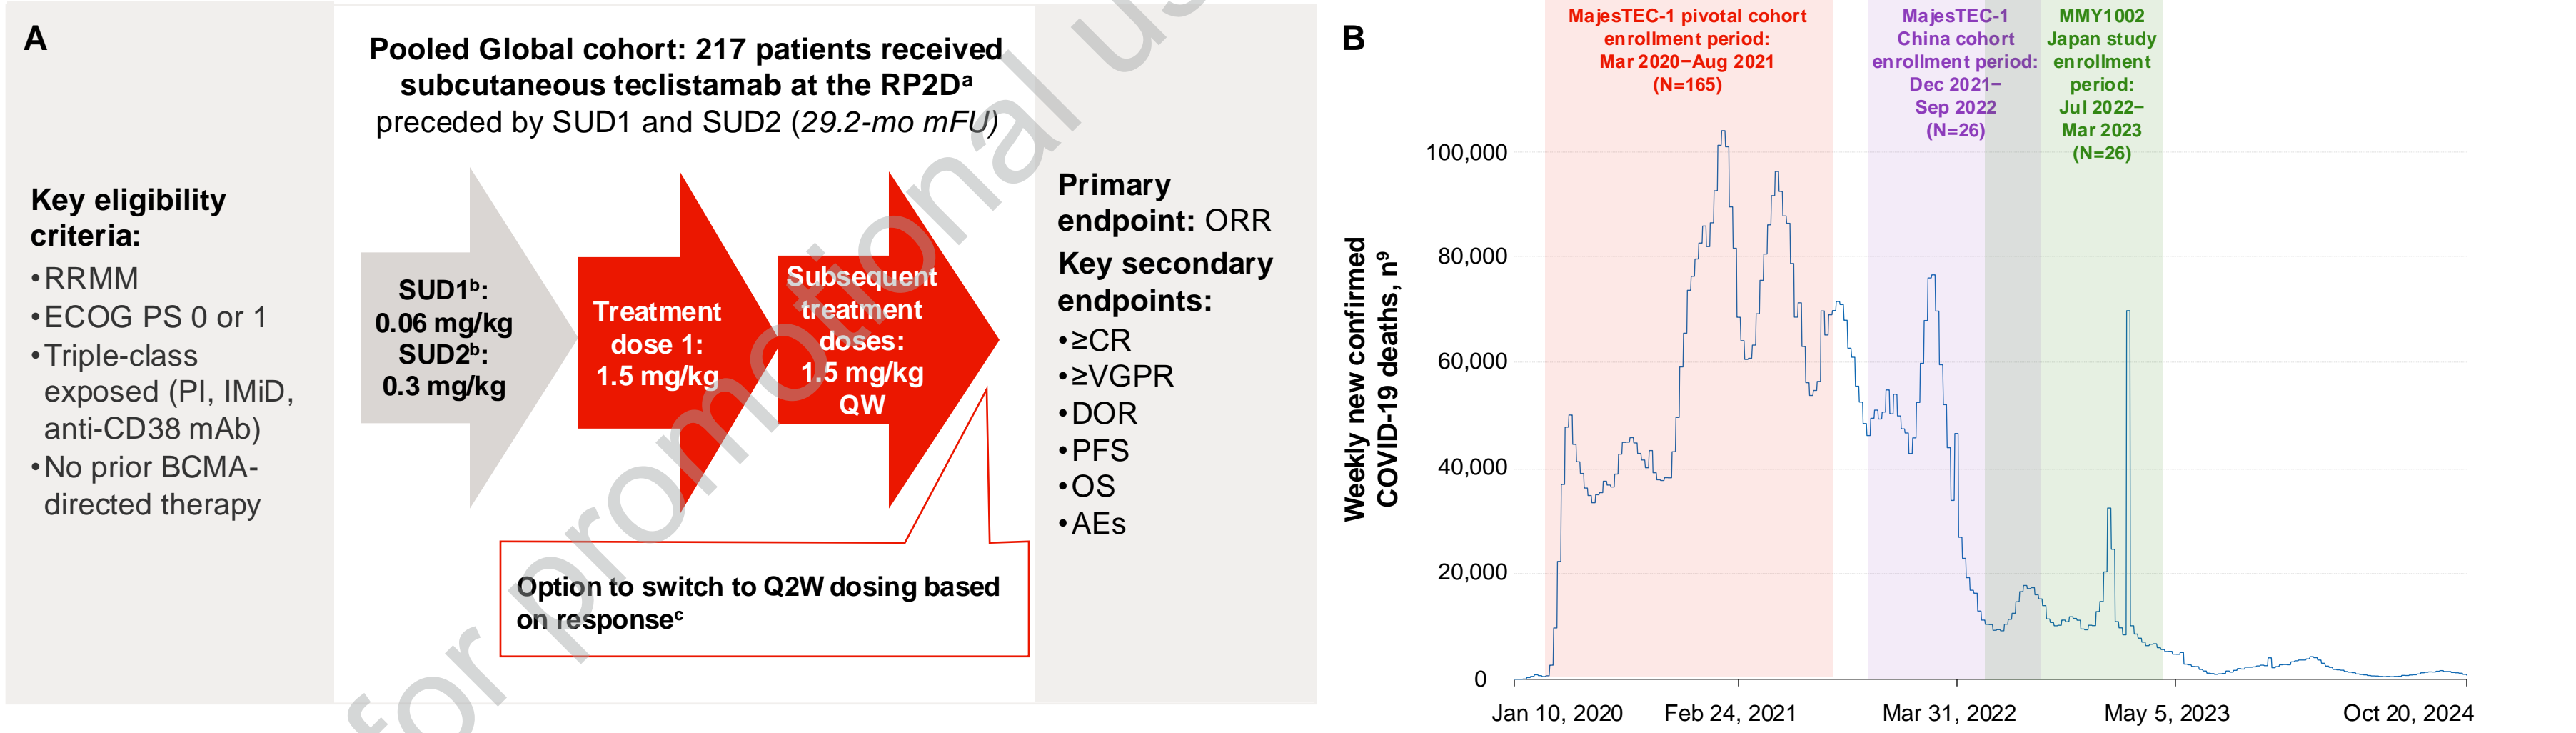 A
Pooled Global cohort: 217 patients received
subcutaneous teclistamab at the RP2Dᵃ
preceded by SUD1 and SUD2 (29.2-mo mFU)
Key eligibility
criteria:
•RRMM
•ECOG PS 0 or 1
•Triple-class
exposed (PI, IMiD,
anti-CD38 mAb)
•No prior BCMA-
directed therapy
SUD1ᵇ:
0.06 mg/kg
SUD2ᵇ:
0.3 mg/kg
Treatment
dose 1:
1.5 mg/kg
Subsequent
treatment
doses:
1.5 mg/kg
QW
Option to switch to Q2W dosing based
on responseᶜ
Primary
endpoint: ORR
Key secondary
endpoints:
•≥CR
•≥VGPR
•DOR
•PFS
•OS
•AEs
for promotional us
B
MajesTEC-1 pivotal cohort
enrollment period:
Mar 2020–Aug 2021
(N=165)
MajesTEC-1
China cohort
enrollment period:
Dec 2021–
Sep 2022
(N=26)
MMY1002
Japan study
enrollment
period:
Jul 2022–
Mar 2023
(N=26)
Weekly new confirmed
COVID-19 deaths, n⁹
100,000
80,000
60,000
40,000
20,000
0
Jan 10, 2020
Feb 24, 2021
Mar 31, 2022
May 5, 2023
Oct 20, 2024